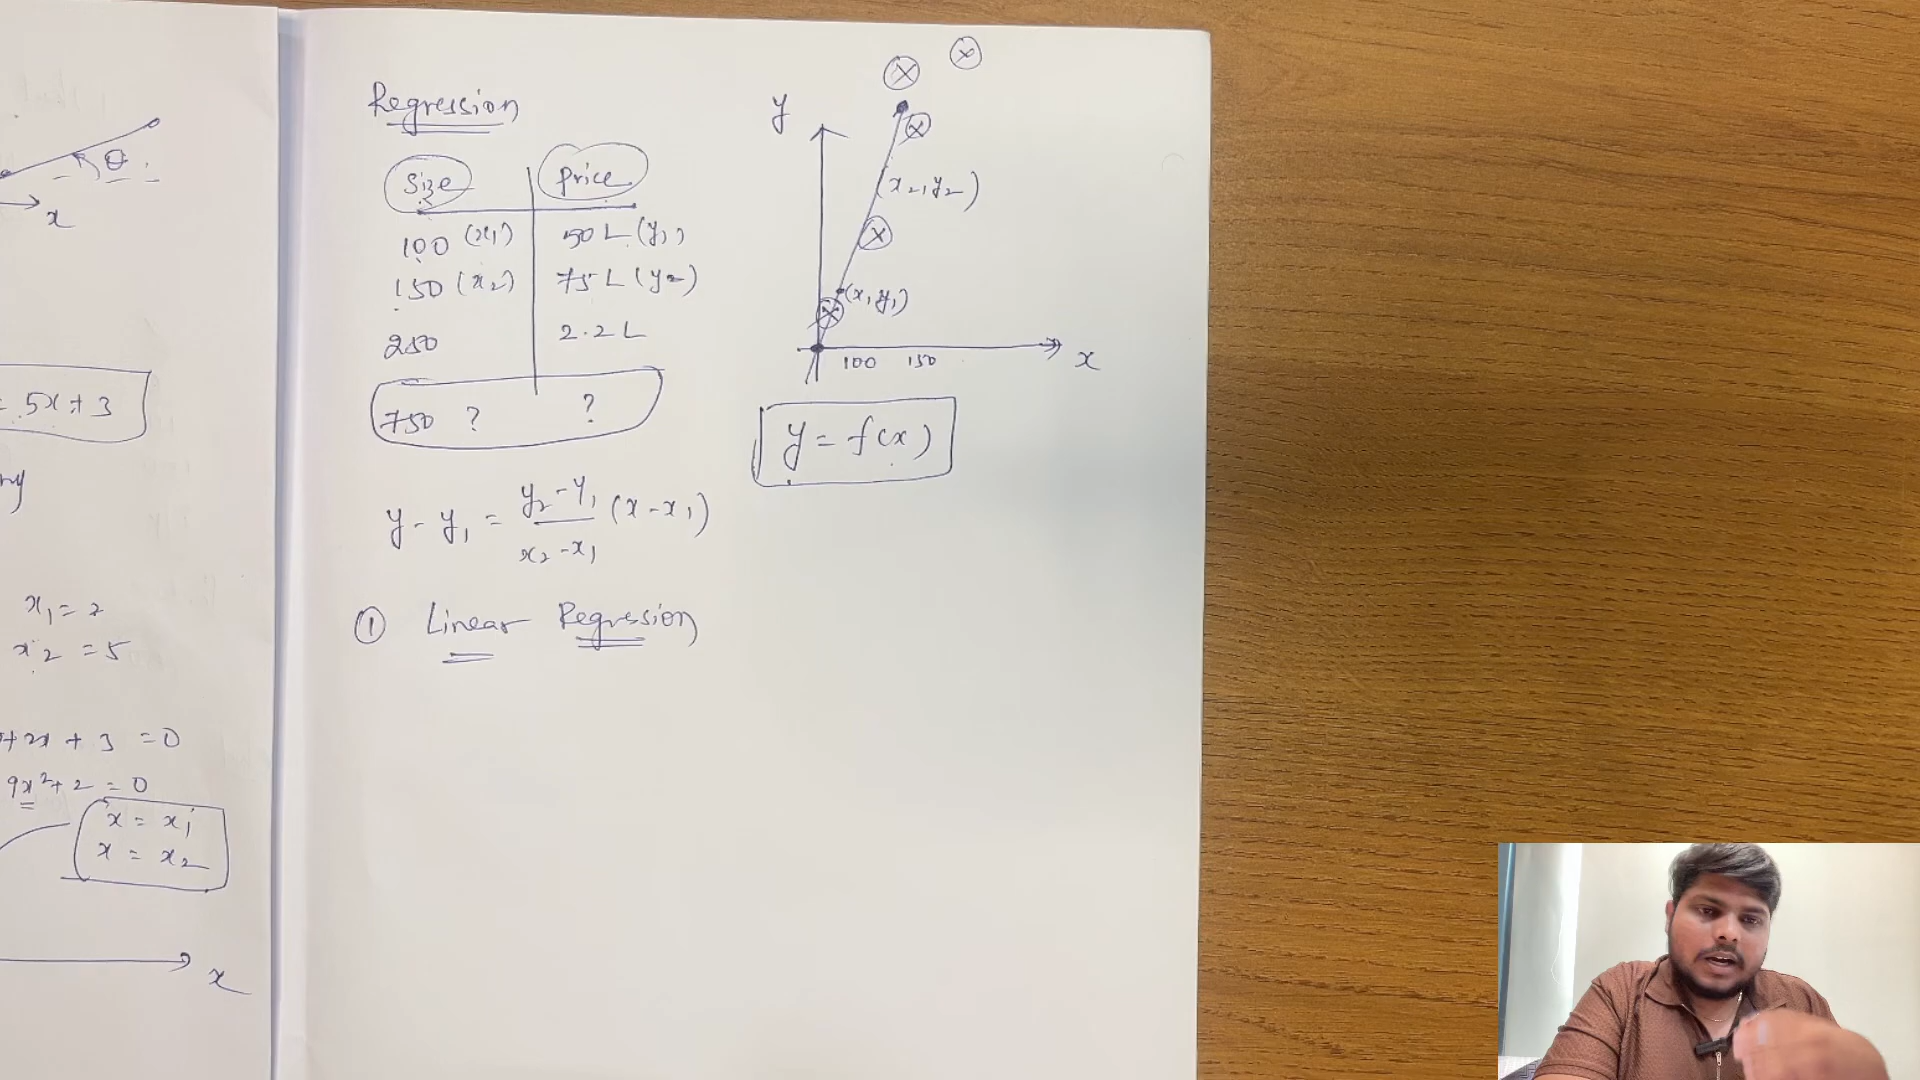 θ
x
= 5x + 3
x1 = 2
x2 = 5
+ 2x + 3 = 0
9x² + 2 = 0
x = x1
x = x2
x
Regression
Size | Price
100 (x1) | 50 L (y1)
150 (x2) | 75 L (y2)
250 | 2.2 L
750 ? | ?
y - y1 = (y2 - y1)/(x2 - x1) (x - x1)
① Linear Regression
y
(x2, y2)
(x1, y1)
100 150
x
y = f(x)